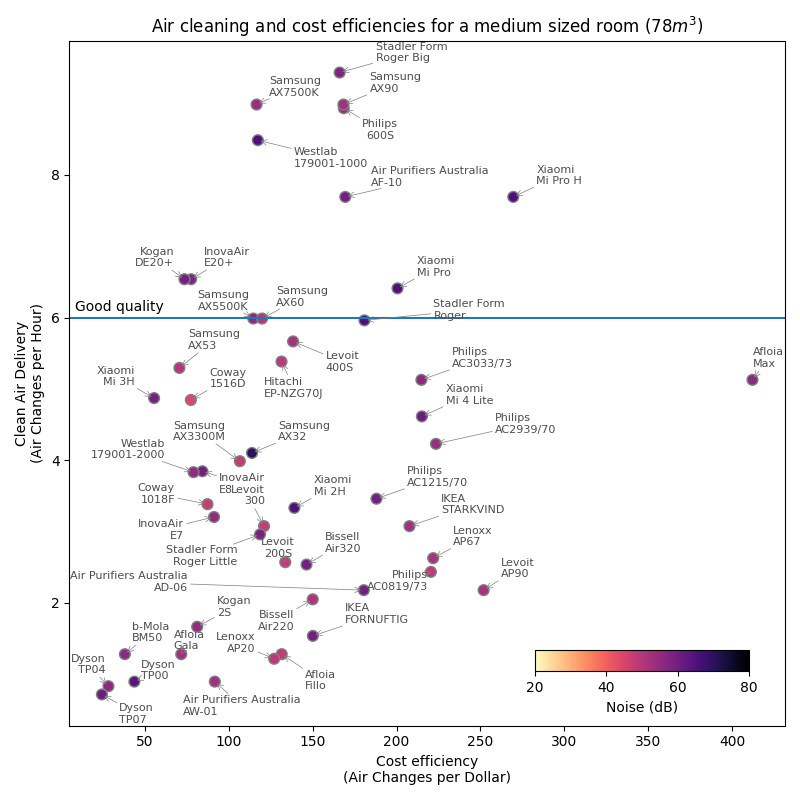 Air cleaning and cost efficiencies for a medium sized room (78m³)
Stadler Form
Roger Big
Samsung
AX7500K
Samsung
AX90
Philips
600S
Westlab
179001-1000
Air Purifiers Australia
AF-10
Xiaomi
Mi Pro H
8
Kogan
DE20+
InovaAir
E20+
Xiaomi
Mi Pro
Samsung
AX5500K
Samsung
AX60
Stadler Form
Roger
Good quality
6
Samsung
AX53
Levoit
400S
Hitachi
EP-NZG70J
Xiaomi
Mi 3H
Coway
1516D
Philips
AC3033/73
Afloia
Max
Xiaomi
Mi 4 Lite
Philips
AC2939/70
Samsung
AX3300M
Samsung
AX32
4
Westlab
179001-2000
InovaAir
E8
Coway
1018F
Levoit
300
Xiaomi
Mi 2H
Philips
AC1215/70
IKEA
STARKVIND
InovaAir
E7
Stadler Form
Roger Little
Levoit
200S
Bissell
Air320
Lenoxx
AP67
Philips
AC0819/73
Levoit
AP90
Air Purifiers Australia
AD-06
2
Kogan
2S
Bissell
Air220
IKEA
FORNUFTIG
b-Mola
BM50
Afloia
Gala
Lenoxx
AP20
Afloia
Fillo
Dyson
TP04
Dyson
TP00
Dyson
TP07
Air Purifiers Australia
AW-01
20 40 60 80
Noise (dB)
50 100 150 200 250 300 350 400
Cost efficiency
(Air Changes per Dollar)
Clean Air Delivery
(Air Changes per Hour)